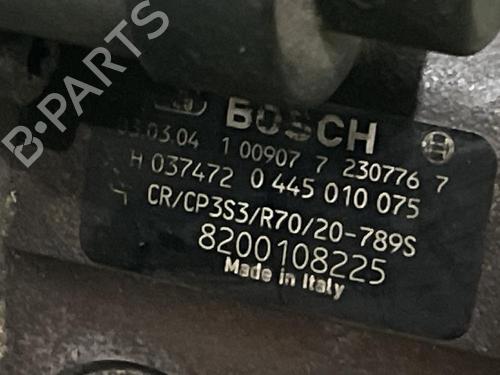 B-PARTS
BOSCH
03.03.04 1 00907 7 230776 7
H 037472 0 445 010 075
CR/CP3S3/R70/20-789S
8200108225
Made in Italy